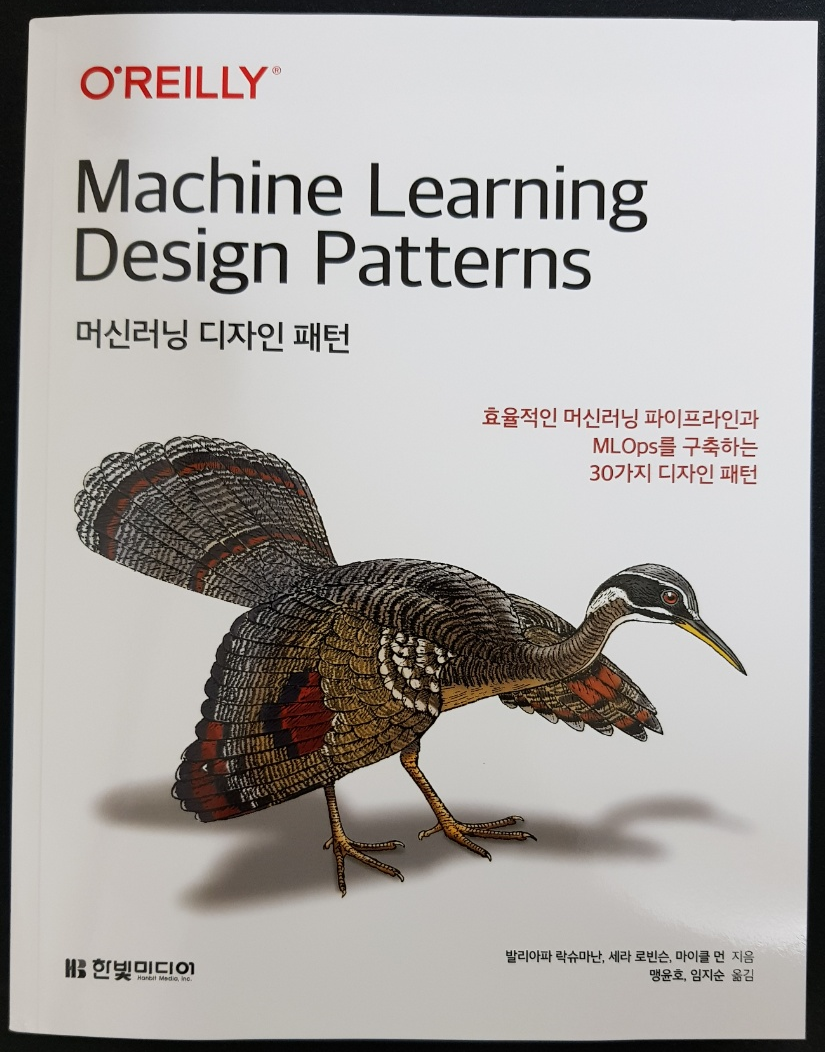 O'REILLY®
Machine Learning
Design Patterns
머신러닝 디자인 패턴
효율적인 머신러닝 파이프라인과
MLOps를 구축하는
30가지 디자인 패턴
발리아파 락슈마난, 세라 로빈슨, 마이클 먼 지음
맹윤호, 임지순 옮김
HB 한빛미디어
Hanbit Media, Inc.